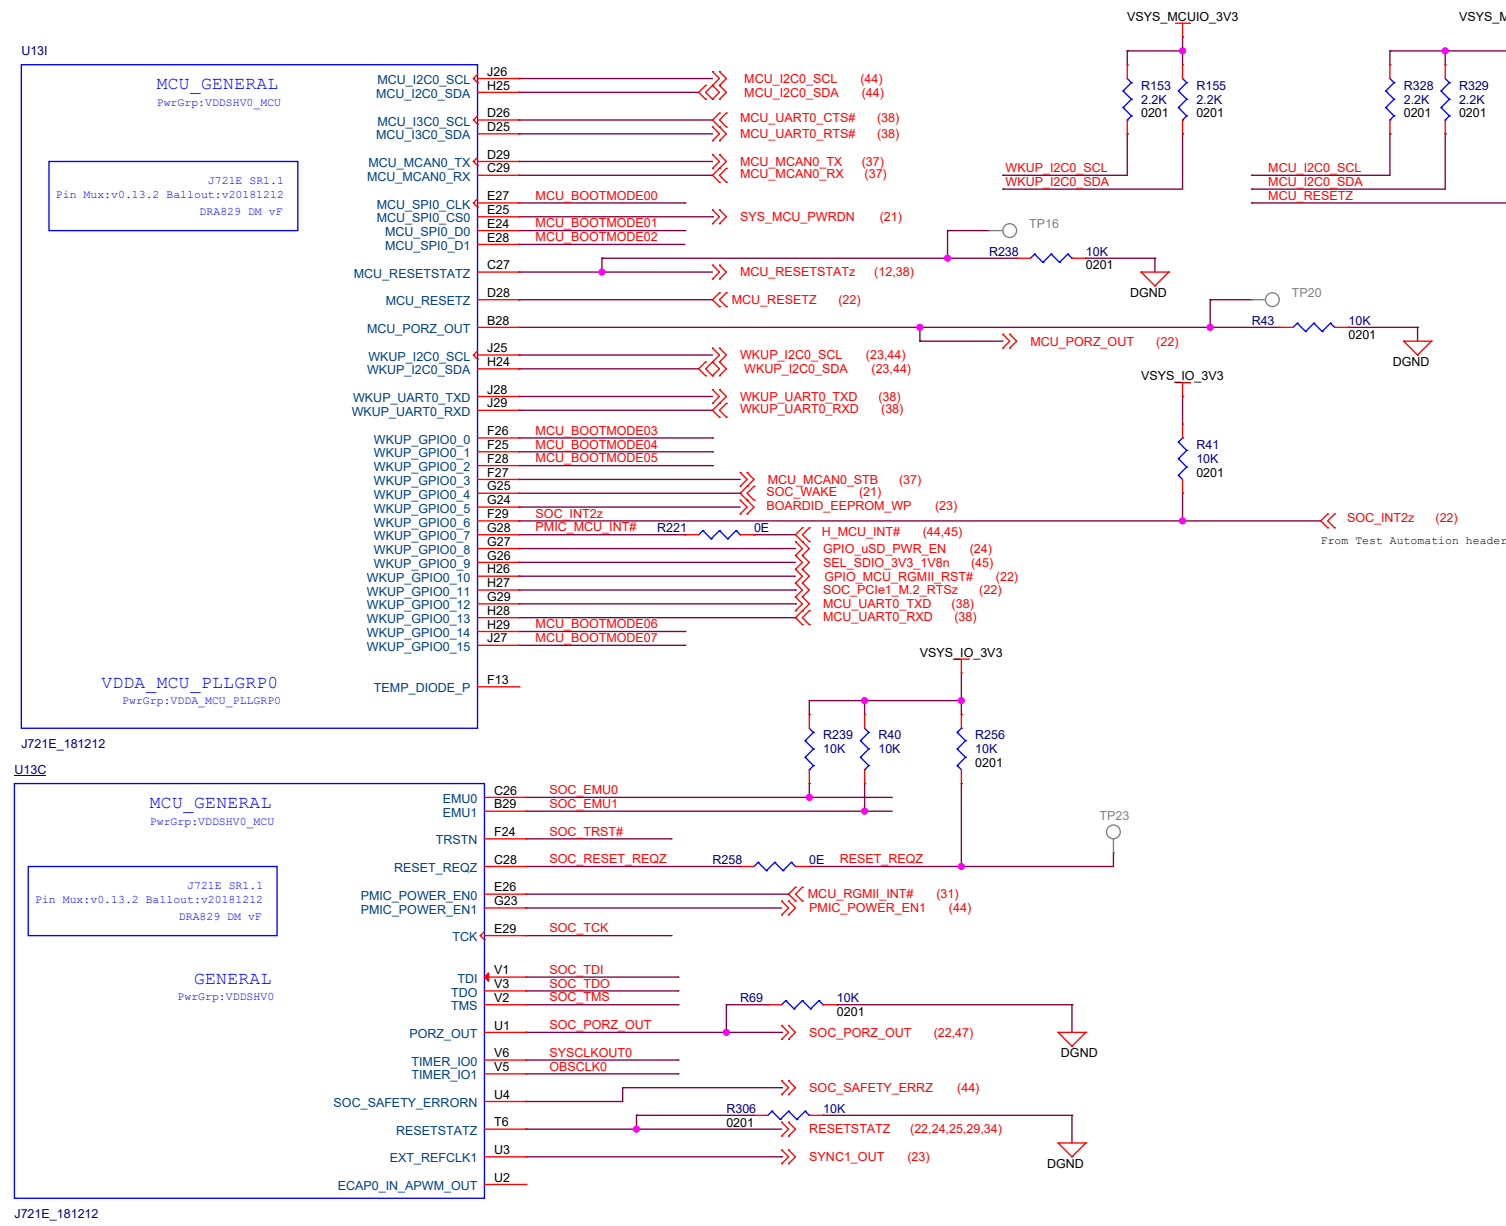 VSYS_MCUIO_3V3
VSYS_M
U13I
MCU_GENERAL
PwrGrp:VDDSHV0_MCU
J721E SR1.1
Pin Mux:v0.13.2 Ballout:v20181212
DRA829 DM vF
MCU_I2C0_SCL J26 MCU_I2C0_SCL (44)
MCU_I2C0_SDA H25 MCU_I2C0_SDA (44)
MCU_I3C0_SCL D26 MCU_UART0_CTS# (38)
MCU_I3C0_SDA D25 MCU_UART0_RTS# (38)
MCU_MCAN0_TX D29 MCU_MCAN0_TX (37)
MCU_MCAN0_RX C29 MCU_MCAN0_RX (37)
MCU_SPI0_CLK E27 MCU_BOOTMODE00
MCU_SPI0_CS0 E25 SYS_MCU_PWRDN (21)
MCU_SPI0_D0 E24 MCU_BOOTMODE01
MCU_SPI0_D1 E28 MCU_BOOTMODE02
MCU_RESETSTATZ C27 MCU_RESETSTATz (12,38)
MCU_RESETZ D28 MCU_RESETZ (22)
MCU_PORZ_OUT B28 MCU_PORZ_OUT (22)
WKUP_I2C0_SCL J25 WKUP_I2C0_SCL (23,44)
WKUP_I2C0_SDA H24 WKUP_I2C0_SDA (23,44)
WKUP_UART0_TXD J28 WKUP_UART0_TXD (38)
WKUP_UART0_RXD J29 WKUP_UART0_RXD (38)
WKUP_GPIO0_0 F26 MCU_BOOTMODE03
WKUP_GPIO0_1 F25 MCU_BOOTMODE04
WKUP_GPIO0_2 F28 MCU_BOOTMODE05
WKUP_GPIO0_3 F27 MCU_MCAN0_STB (37)
WKUP_GPIO0_4 G25 SOC_WAKE (21)
WKUP_GPIO0_5 G24 BOARDID_EEPROM_WP (23)
WKUP_GPIO0_6 F29 SOC_INT2z SOC_INT2z (22)
From Test Automation header
WKUP_GPIO0_7 G28 PMIC_MCU_INT# R221 0E H_MCU_INT# (44,45)
WKUP_GPIO0_8 G27 GPIO_uSD_PWR_EN (24)
WKUP_GPIO0_9 G26 SEL_SDIO_3V3_1V8n (45)
WKUP_GPIO0_10 H26 GPIO_MCU_RGMII_RST# (22)
WKUP_GPIO0_11 H27 SOC_PCIe1_M.2_RTSz (22)
WKUP_GPIO0_12 G29 MCU_UART0_TXD (38)
WKUP_GPIO0_13 H28 MCU_UART0_RXD (38)
WKUP_GPIO0_14 H29 MCU_BOOTMODE06
WKUP_GPIO0_15 J27 MCU_BOOTMODE07
VDDA_MCU_PLLGRP0
PwrGrp:VDDA_MCU_PLLGRP0
TEMP_DIODE_P F13
J721E_181212
R153 R155 R328 R329
2.2K 2.2K 2.2K 2.2K
0201 0201 0201 0201
WKUP_I2C0_SCL
WKUP_I2C0_SDA
MCU_I2C0_SCL
MCU_I2C0_SDA
MCU_RESETZ
TP16
R238 10K
0201
DGND
TP20
R43 10K
0201
DGND
VSYS_IO_3V3
R41
10K
0201
VSYS_IO_3V3
R239 R40 R256
10K 10K 10K
0201
U13C
MCU_GENERAL
PwrGrp:VDDSHV0_MCU
J721E SR1.1
Pin Mux:v0.13.2 Ballout:v20181212
DRA829 DM vF
GENERAL
PwrGrp:VDDSHV0
EMU0 C26 SOC_EMU0
EMU1 B29 SOC_EMU1
TRSTN F24 SOC_TRST#
TP23
RESET_REQZ C28 SOC_RESET_REQZ R258 0E RESET_REQZ
PMIC_POWER_EN0 E26 MCU_RGMII_INT# (31)
PMIC_POWER_EN1 G23 PMIC_POWER_EN1 (44)
TCK E29 SOC_TCK
TDI V1 SOC_TDI
TDO V3 SOC_TDO
TMS V2 SOC_TMS
R69 10K
0201
PORZ_OUT U1 SOC_PORZ_OUT SOC_PORZ_OUT (22,47)
DGND
TIMER_IO0 V6 SYSCLKOUT0
TIMER_IO1 V5 OBSCLK0
SOC_SAFETY_ERRORN U4 SOC_SAFETY_ERRZ (44)
R306 10K
0201
RESETSTATZ T6 RESETSTATZ (22,24,25,29,34)
DGND
EXT_REFCLK1 U3 SYNC1_OUT (23)
ECAP0_IN_APWM_OUT U2
J721E_181212